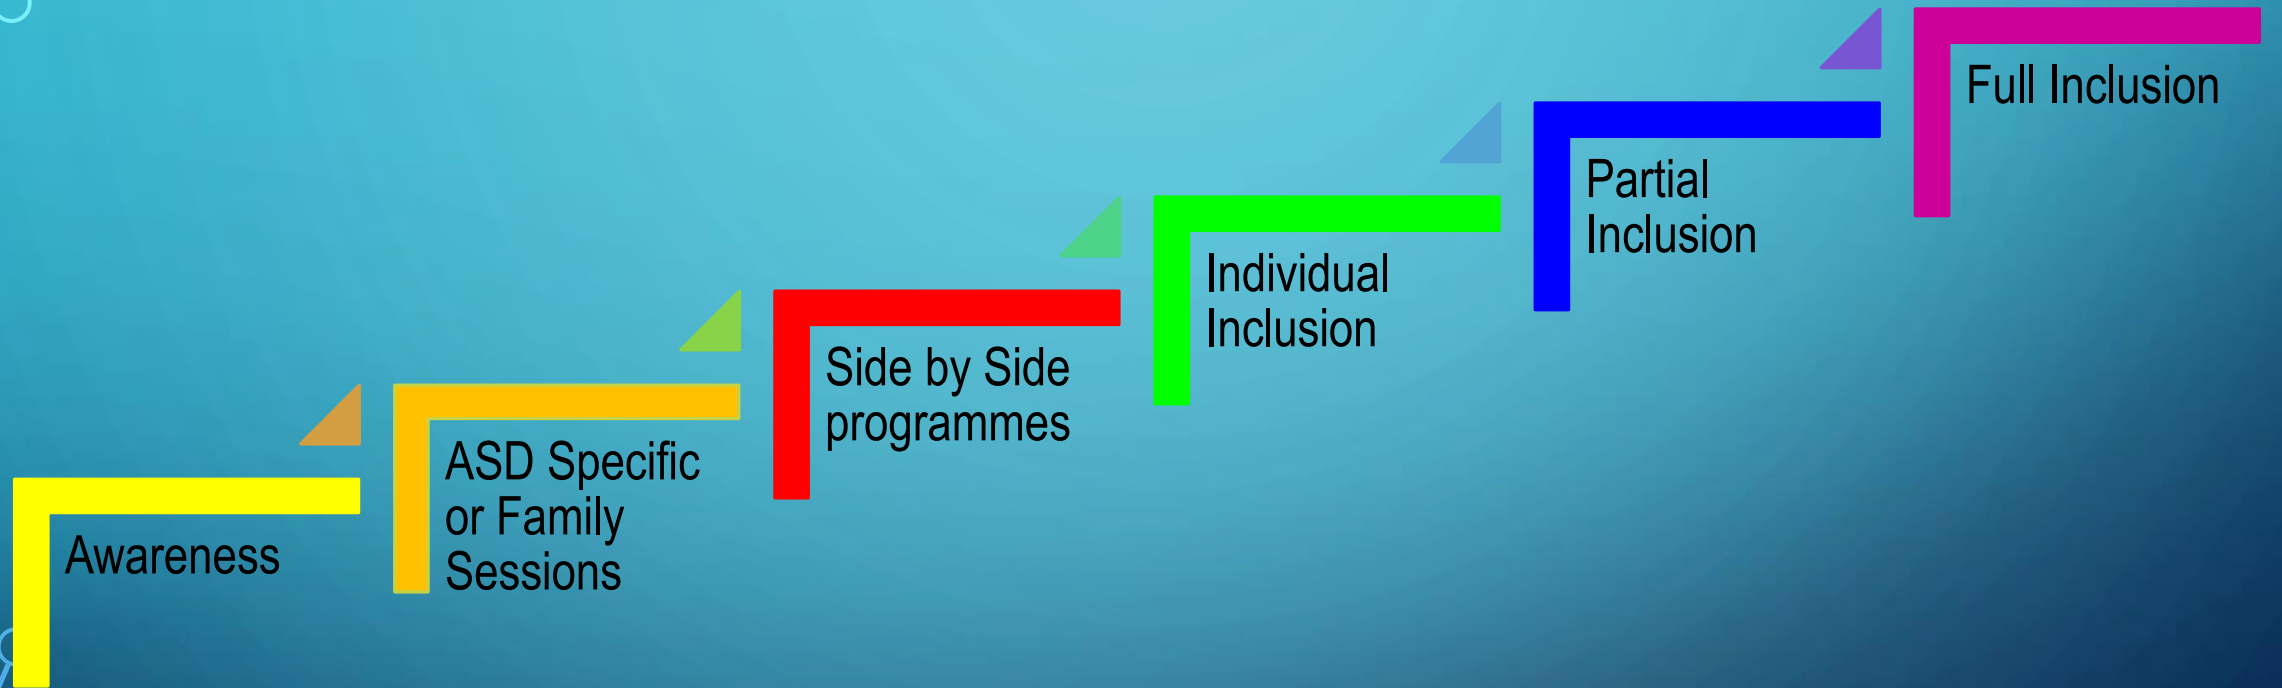 Awareness
ASD Specific
or Family
Sessions
Side by Side
programmes
Individual
Inclusion
Partial
Inclusion
Full Inclusion